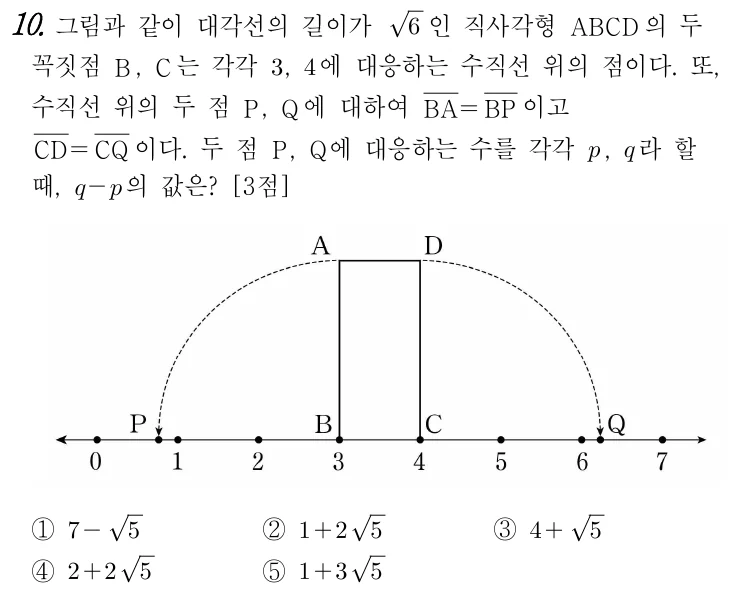 10. 그림과 같이 대각선의 길이가 √6 인 직사각형 ABCD의 두
꼭짓점 B, C는 각각 3, 4에 대응하는 수직선 위의 점이다. 또,
수직선 위의 두 점 P, Q에 대하여 B̅A̅=B̅P̅이고
C̅D̅=C̅Q̅이다. 두 점 P, Q에 대응하는 수를 각각 p, q라 할
때, q-p의 값은? [3점]
A D
P B C Q
0 1 2 3 4 5 6 7
① 7-√5 ② 1+2√5 ③ 4+√5
④ 2+2√5 ⑤ 1+3√5